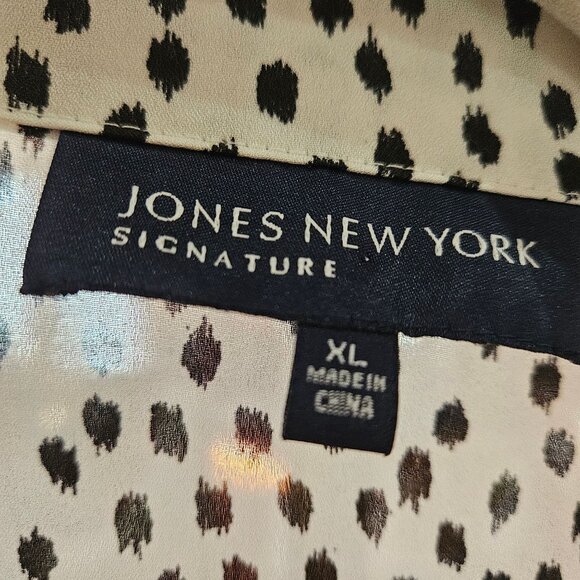 JONES NEW YORK
SIGNATURE
XL
MADE IN
CHINA